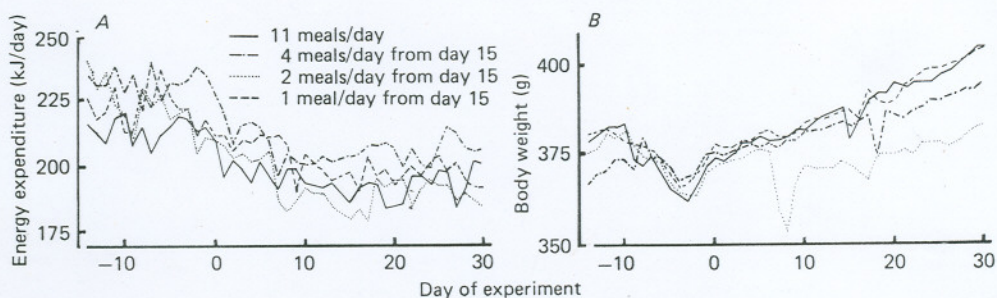 A
250
225
200
175
Energy expenditure (kJ/day)
11 meals/day
4 meals/day from day 15
2 meals/day from day 15
1 meal/day from day 15
−10 0 10 20 30
B
400
375
350
Body weight (g)
−10 0 10 20 30
Day of experiment